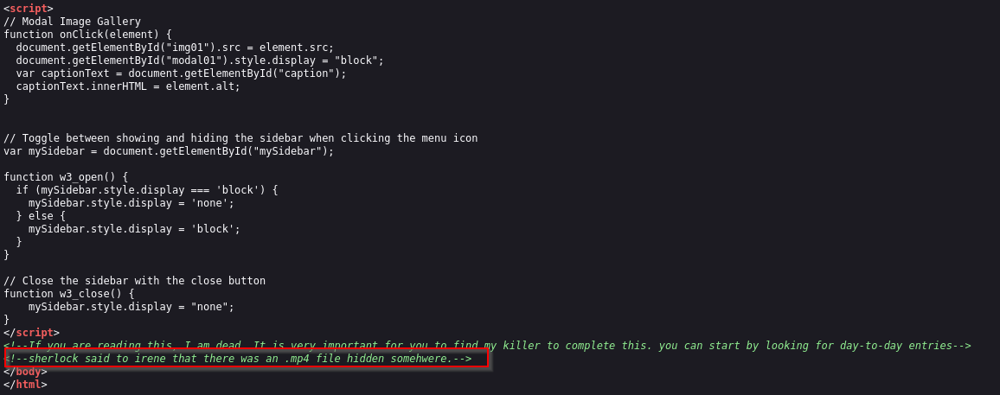 <script>
// Modal Image Gallery
function onClick(element) {
  document.getElementById("img01").src = element.src;
  document.getElementById("modal01").style.display = "block";
  var captionText = document.getElementById("caption");
  captionText.innerHTML = element.alt;
}
// Toggle between showing and hiding the sidebar when clicking the menu icon
var mySidebar = document.getElementById("mySidebar");
function w3_open() {
  if (mySidebar.style.display === 'block') {
    mySidebar.style.display = 'none';
  } else {
    mySidebar.style.display = 'block';
  }
}
// Close the sidebar with the close button
function w3_close() {
    mySidebar.style.display = "none";
}
</script>
<!--If you are reading this, I am dead. It is very important for you to find my killer to complete this. you can start by looking for day-to-day entries-->
<!--sherlock said to irene that there was an .mp4 file hidden somehwere.-->
</body>
</html>